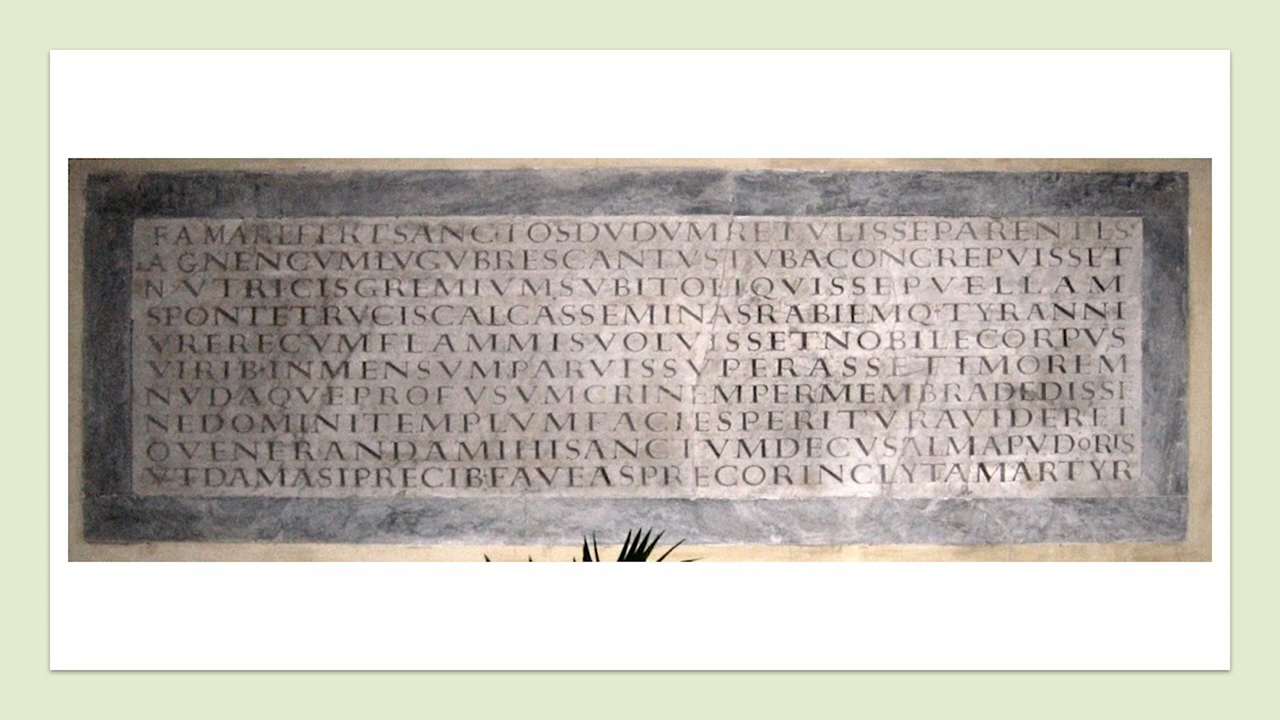 FAMAREFERTSANCTOSDVDVMRETVLISSEPARENTES
AGNENCVMLVGVBRESCANTVSTVBACONCREPVISSET
NVTRICISGREMIVMSVBITOLIQVISSEPVELLAM
SPONTETRVCISCALCASSEMINASRABIEMQ·TYRANNI
VRERECVMFLAMMISVOLVISSETNOBILECORPVS
VIRIB·INMENSVMPARVISSVPERASSETIMOREM
NVDAQVEPROFVSVMCRINEMPERMEMBRADEDISSE
NEDOMINITEMPLVMFACIESPERITVRAVIDERET
OVENERANDAMIHISANCTVMDECVSALMAPVDORIS
VTDAMASIPRECIB·FAVEASPRECORINCLYTAMARTYR